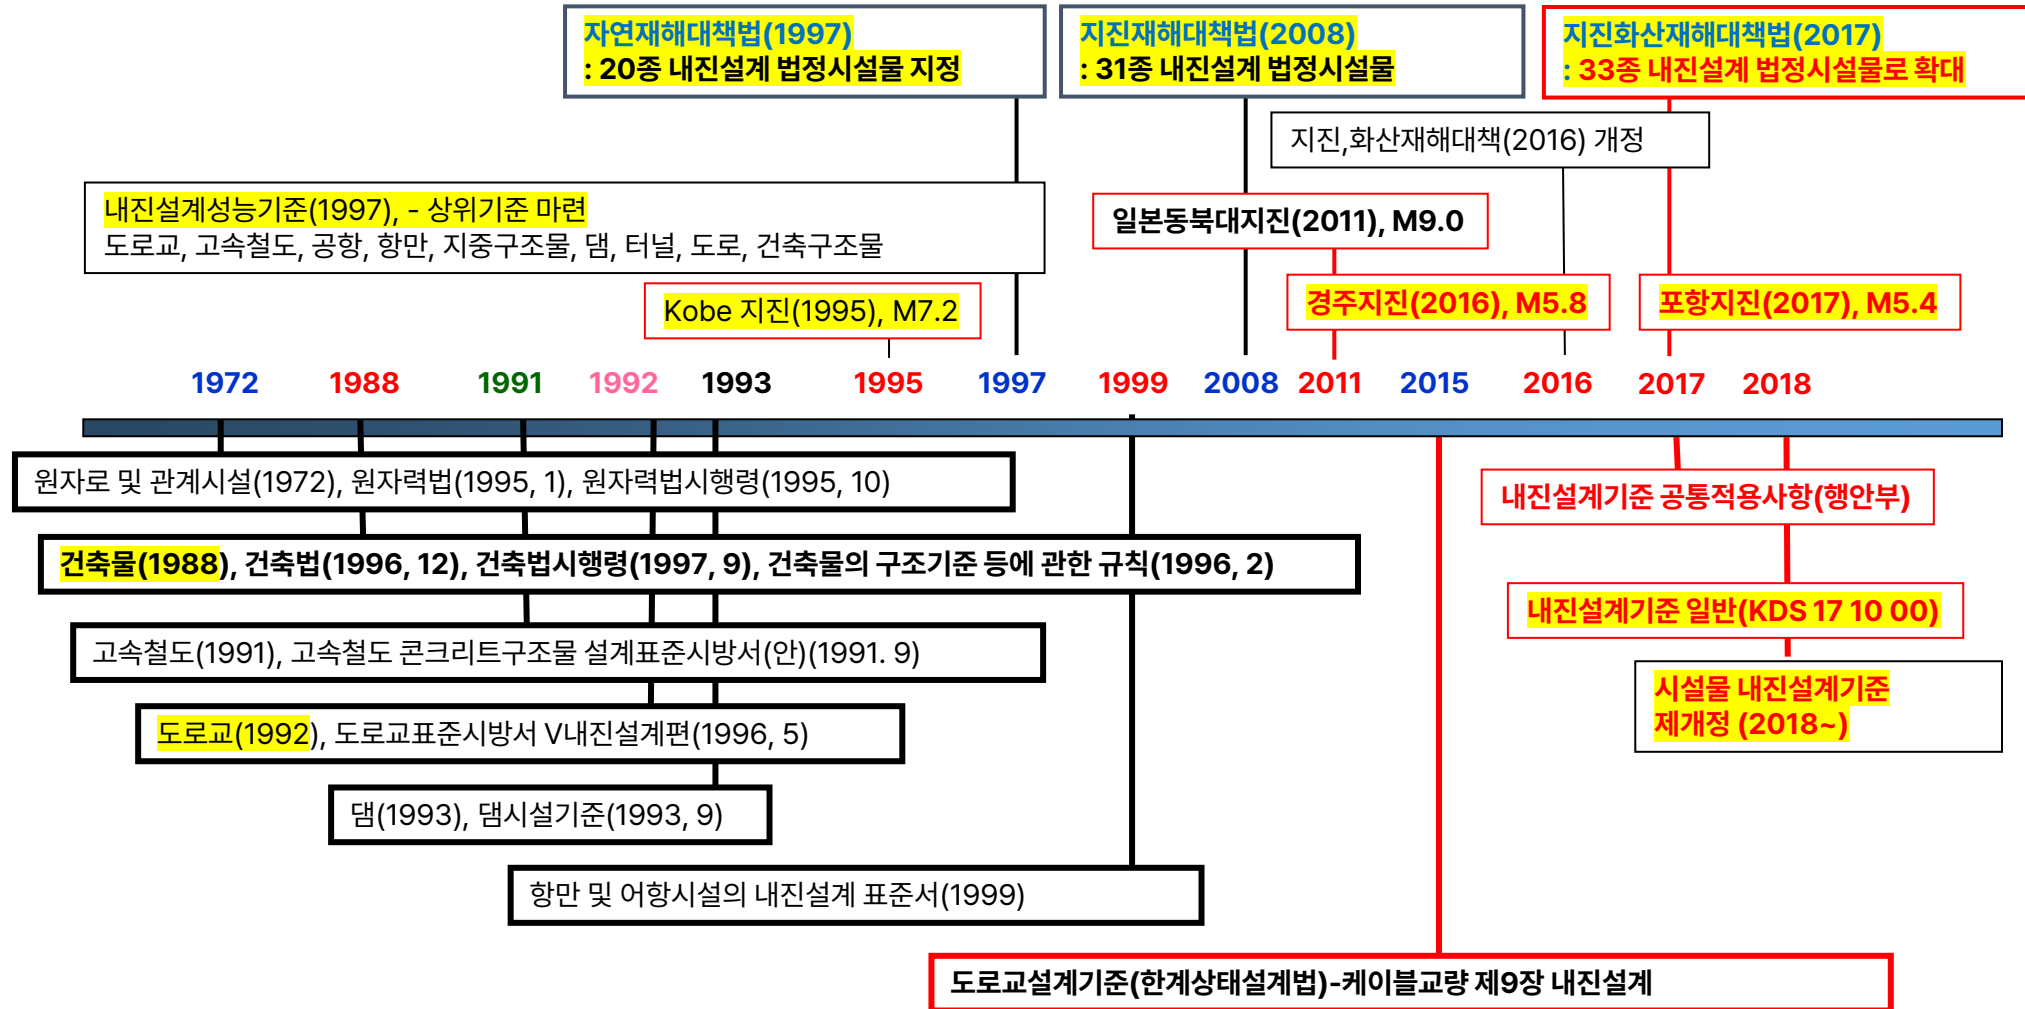 자연재해대책법(1997)
: 20종 내진설계 법정시설물 지정
지진재해대책법(2008)
: 31종 내진설계 법정시설물
지진화산재해대책법(2017)
: 33종 내진설계 법정시설물로 확대
지진,화산재해대책(2016) 개정
내진설계성능기준(1997), - 상위기준 마련
도로교, 고속철도, 공항, 항만, 지중구조물, 댐, 터널, 도로, 건축구조물
일본동북대지진(2011), M9.0
Kobe 지진(1995), M7.2
경주지진(2016), M5.8
포항지진(2017), M5.4
1972 1988 1991 1992 1993 1995 1997 1999 2008 2011 2015 2016 2017 2018
원자로 및 관계시설(1972), 원자력법(1995, 1), 원자력법시행령(1995, 10)
내진설계기준 공통적용사항(행안부)
건축물(1988), 건축법(1996, 12), 건축법시행령(1997, 9), 건축물의 구조기준 등에 관한 규칙(1996, 2)
내진설계기준 일반(KDS 17 10 00)
고속철도(1991), 고속철도 콘크리트구조물 설계표준시방서(안)(1991. 9)
시설물 내진설계기준
제개정 (2018~)
도로교(1992), 도로교표준시방서 V내진설계편(1996, 5)
댐(1993), 댐시설기준(1993, 9)
항만 및 어항시설의 내진설계 표준서(1999)
도로교설계기준(한계상태설계법)-케이블교량 제9장 내진설계